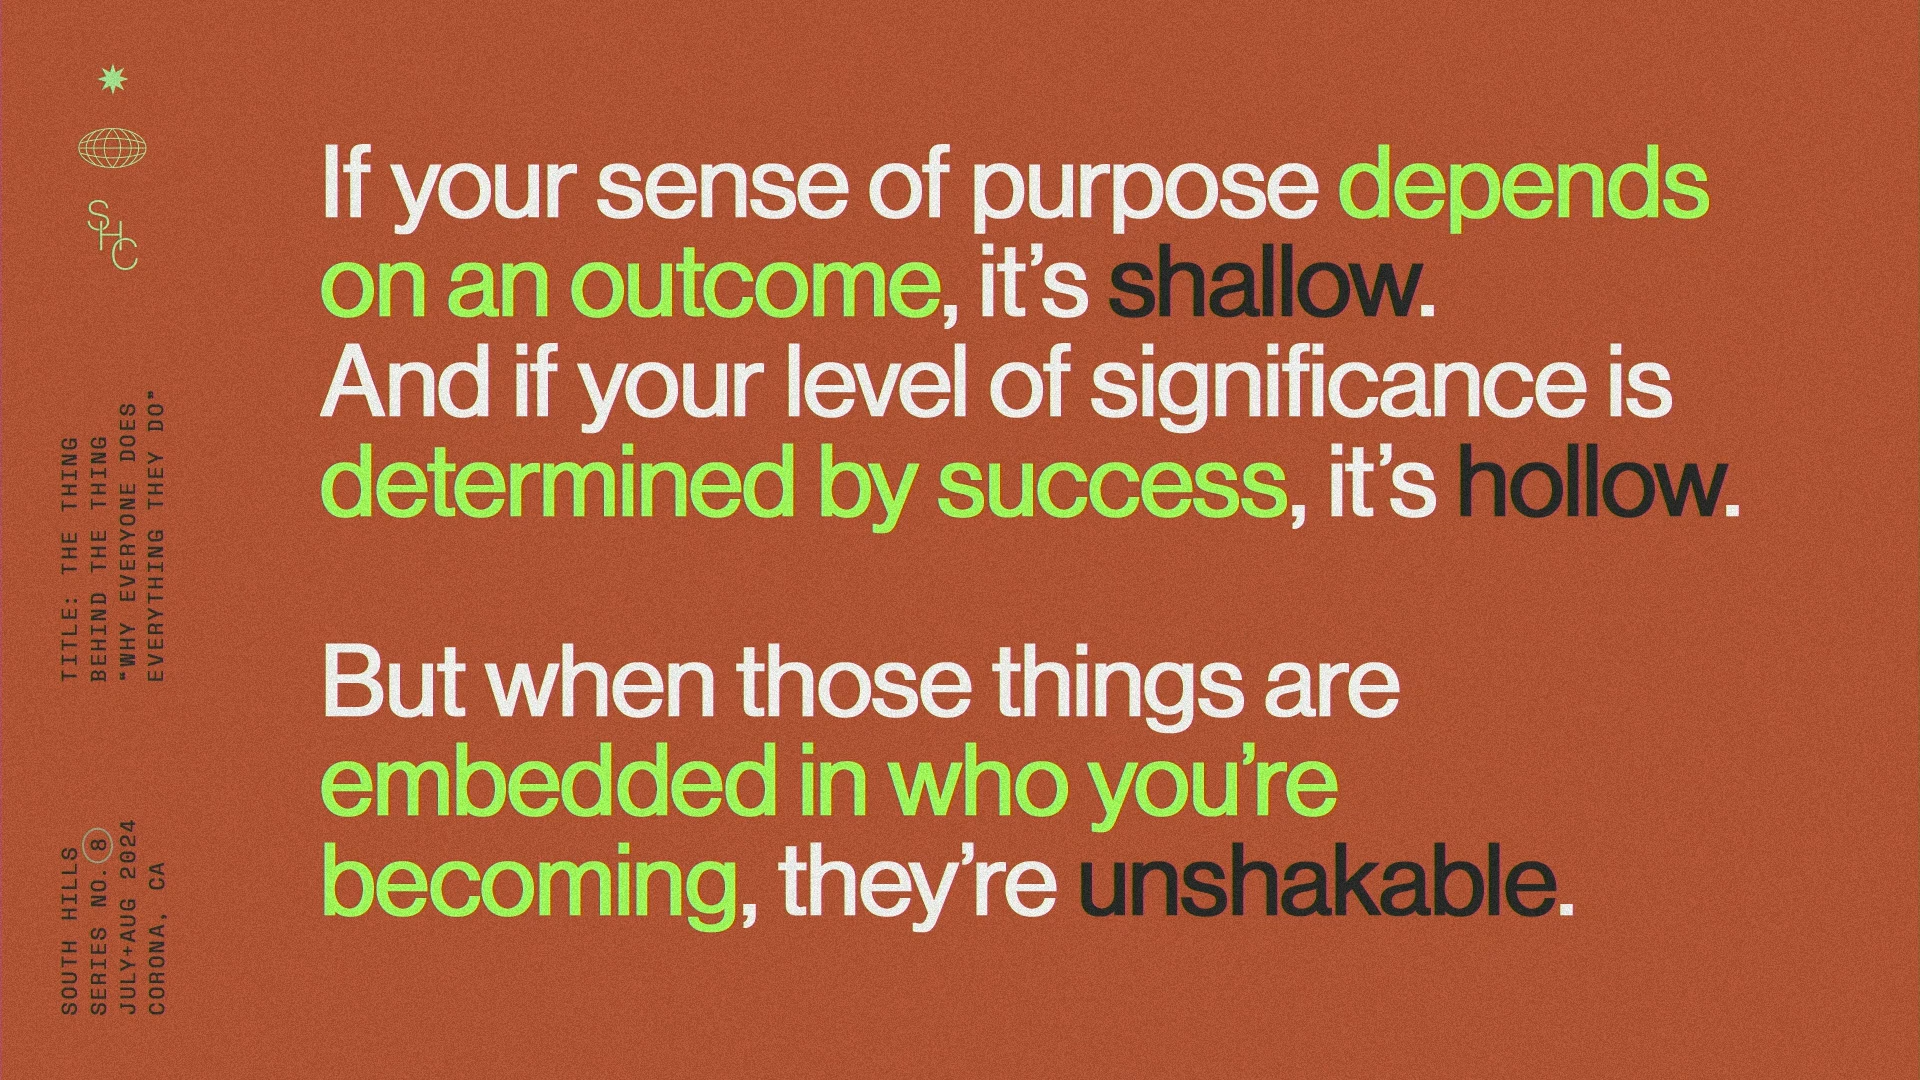 SHC
TITLE: THE THING
BEHIND THE THING
“WHY EVERYONE DOES
EVERYTHING THEY DO”
SOUTH HILLS
SERIES NO. 8
JULY+AUG 2024
CORONA, CA
If your sense of purpose depends
on an outcome, it’s shallow.
And if your level of significance is
determined by success, it’s hollow.
But when those things are
embedded in who you’re
becoming, they’re unshakable.